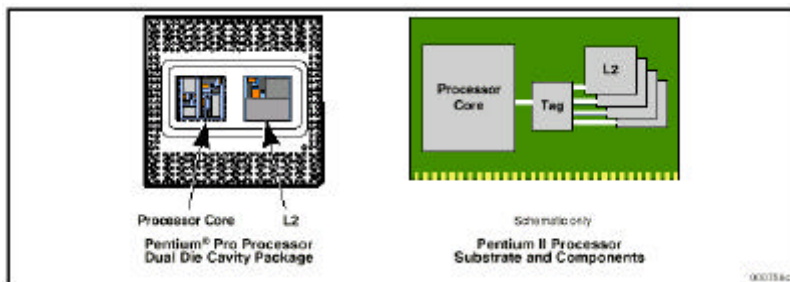 Processor Core
L2
Pentium® Pro Processor
Dual Die Cavity Package
Processor
Core
Tag
L2
Schematic only
Pentium II Processor
Substrate and Components